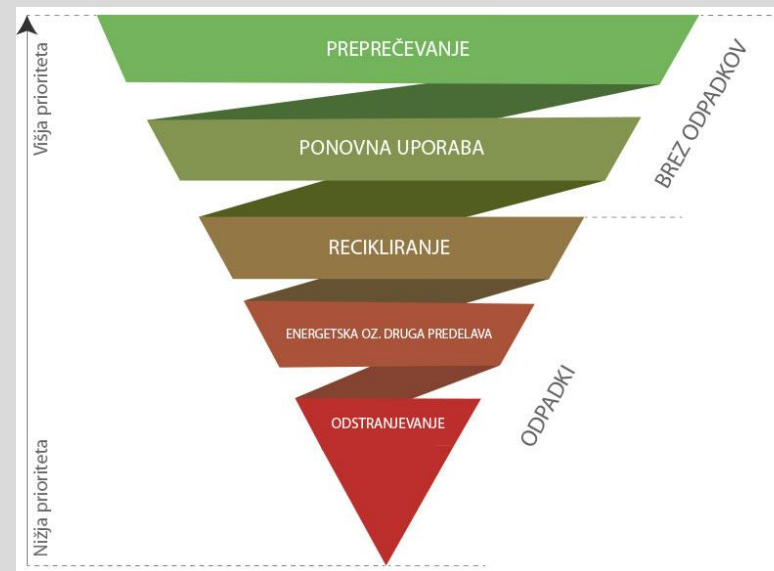 Višja prioriteta
PREPREČEVANJE
BREZ ODPADKOV
PONOVNA UPORABA
RECIKLIRANJE
ENERGETSKA OZ. DRUGA PREDELAVA
ODPADKI
ODSTRANJEVANJE
Nižja prioriteta